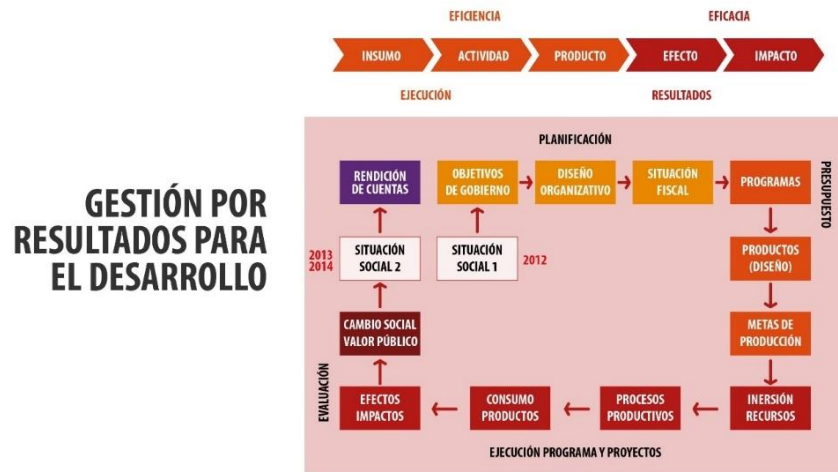 EFICIENCIA
EFICACIA
INSUMO
ACTIVIDAD
PRODUCTO
EFECTO
IMPACTO
EJECUCIÓN
RESULTADOS
GESTIÓN POR
RESULTADOS PARA
EL DESARROLLO
PLANIFICACIÓN
RENDICIÓN
DE CUENTAS
OBJETIVOS
DE GOBIERNO
DISEÑO
ORGANIZATIVO
SITUACIÓN
FISCAL
PROGRAMAS
PRESUPUESTO
2013
2014
SITUACIÓN
SOCIAL 2
SITUACIÓN
SOCIAL 1
2012
PRODUCTOS
(DISEÑO)
CAMBIO SOCIAL
VALOR PÚBLICO
METAS DE
PRODUCCIÓN
EVALUACIÓN
EFECTOS
IMPACTOS
CONSUMO
PRODUCTOS
PROCESOS
PRODUCTIVOS
INERSIÓN
RECURSOS
EJECUCIÓN PROGRAMA Y PROYECTOS